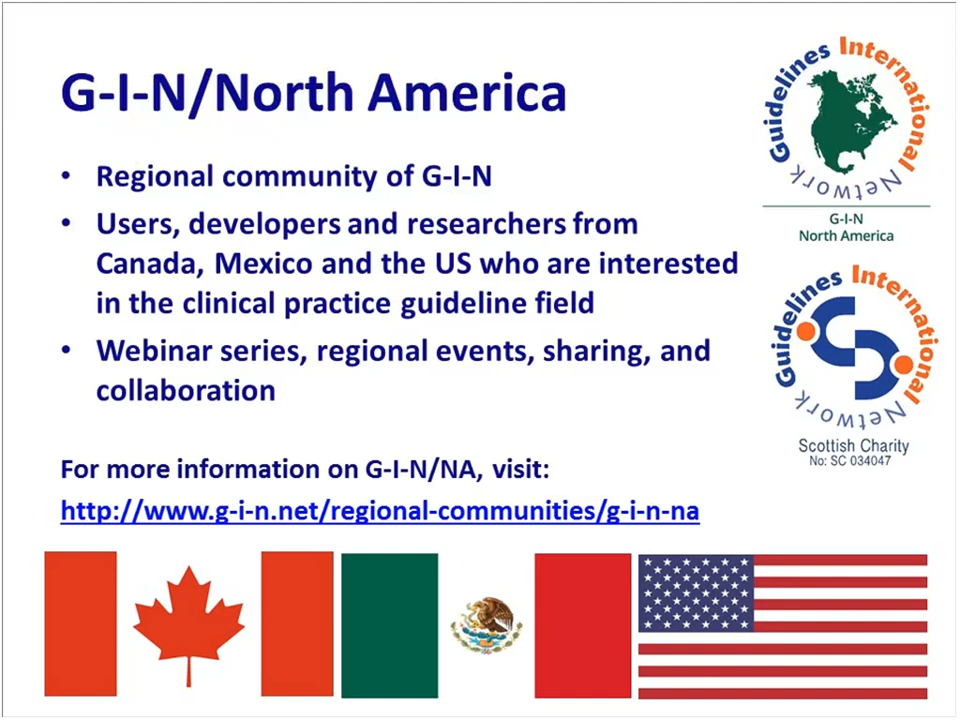 G-I-N/North America
• Regional community of G-I-N
• Users, developers and researchers from
Canada, Mexico and the US who are interested
in the clinical practice guideline field
• Webinar series, regional events, sharing, and
collaboration
For more information on G-I-N/NA, visit:
http://www.g-i-n.net/regional-communities/g-i-n-na
Guidelines International Network
G-I-N
North America
Guidelines International Network
Scottish Charity
No: SC 034047